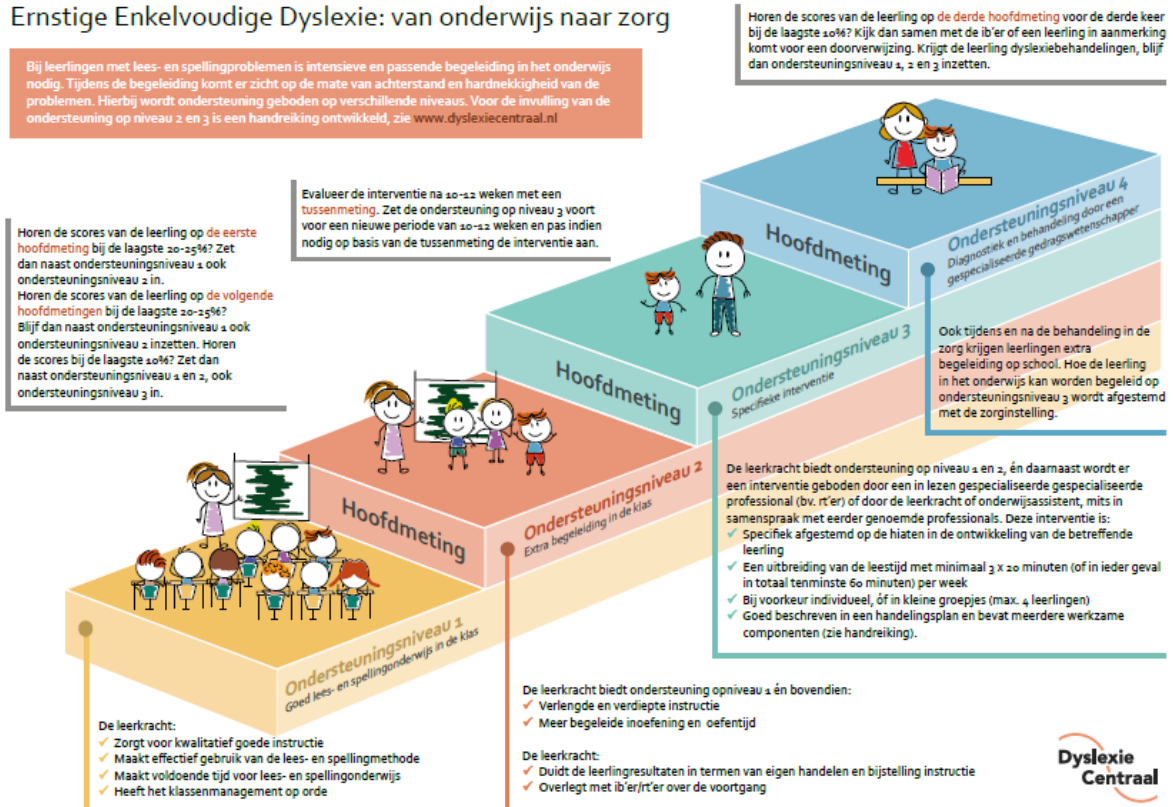 Ernstige Enkelvoudige Dyslexie: van onderwijs naar zorg
Bij leerlingen met lees- en spellingproblemen is intensieve en passende begeleiding in het onderwijs
nodig. Tijdens de begeleiding komt er zicht op de mate van achterstand en hardnekkigheid van de
problemen. Hierbij wordt ondersteuning geboden op verschillende niveaus. Voor de invulling van de
ondersteuning op niveau 2 en 3 is een handreiking ontwikkeld, zie www.dyslexiecentraal.nl
Horen de scores van de leerling op de derde hoofdmeting voor de derde keer
bij de laagste 10%? Kijk dan samen met de ib'er of een leerling in aanmerking
komt voor een doorverwijzing. Krijgt de leerling dyslexiebehandelingen, blijf
dan ondersteuningsniveau 1, 2 en 3 inzetten.
Evalueer de interventie na 10-12 weken met een
tussenmeting. Zet de ondersteuning op niveau 3 voort
voor een nieuwe periode van 10-12 weken en pas indien
nodig op basis van de tussenmeting de interventie aan.
Horen de scores van de leerling op de eerste
hoofdmeting bij de laagste 20-25%? Zet
dan naast ondersteuningsniveau 1 ook
ondersteuningsniveau 2 in.
Horen de scores van de leerling op de volgende
hoofdmetingen bij de laagste 20-25%?
Blijf dan naast ondersteuningsniveau 1 ook
ondersteuningsniveau 2 inzetten. Horen
de scores bij de laagste 10%? Zet dan
naast ondersteuningsniveau 1 en 2, ook
ondersteuningsniveau 3 in.
Hoofdmeting
Ondersteuningsniveau 4
Diagnostiek en behandeling door een
gespecialiseerde gedragswetenschapper
Ook tijdens en na de behandeling in de
zorg krijgen leerlingen extra
begeleiding op school. Hoe de leerling
in het onderwijs kan worden begeleid op
ondersteuningsniveau 3 wordt afgestemd
met de zorginstelling.
Hoofdmeting
Ondersteuningsniveau 3
Specifieke interventie
De leerkracht biedt ondersteuning op niveau 1 en 2, én daarnaast wordt er
een interventie geboden door een in lezen gespecialiseerde gespecialiseerde
professional (bv. rt'er) of door de leerkracht of onderwijsassistent, mits in
samenspraak met eerder genoemde professionals. Deze interventie is:
✓ Specifiek afgestemd op de hiaten in de ontwikkeling van de betreffende
leerling
✓ Een uitbreiding van de leestijd met minimaal 3 x 20 minuten (of in ieder geval
in totaal tenminste 60 minuten) per week
✓ Bij voorkeur individueel, óf in kleine groepjes (max. 4 leerlingen)
✓ Goed beschreven in een handelingsplan en bevat meerdere werkzame
componenten (zie handreiking).
Hoofdmeting
Ondersteuningsniveau 2
Extra begeleiding in de klas
De leerkracht biedt ondersteuning opniveau 1 én bovendien:
✓ Verlengde en verdiepte instructie
✓ Meer begeleide inoefening en oefentijd
De leerkracht:
✓ Duidt de leerlingresultaten in termen van eigen handelen en bijstelling instructie
✓ Overlegt met ib'er/rt'er over de voortgang
Ondersteuningsniveau 1
Goed lees- en spellingonderwijs in de klas
De leerkracht:
✓ Zorgt voor kwalitatief goede instructie
✓ Maakt effectief gebruik van de lees- en spellingmethode
✓ Maakt voldoende tijd voor lees- en spellingonderwijs
✓ Heeft het klassenmanagement op orde
Dyslexie
Centraal